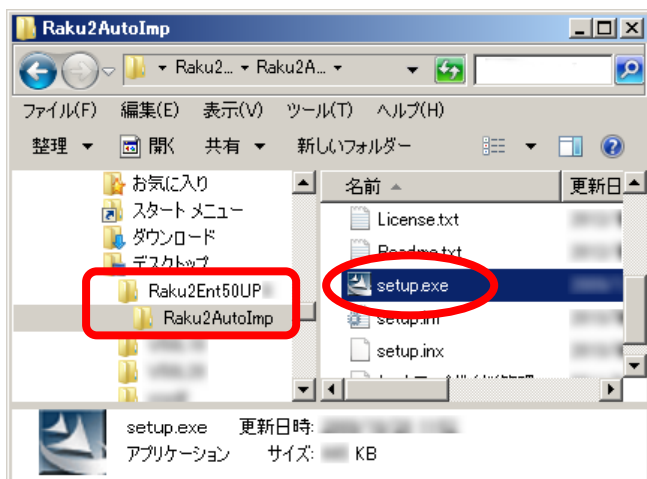 Raku2AutoImp
Raku2... Raku2A...
ファイル(F) 編集(E) 表示(V) ツール(T) ヘルプ(H)
整理 開く 共有 新しいフォルダー
お気に入り
スタート メニュー
ダウンロード
デスクトップ
Raku2Ent50UP
Raku2AutoImp
名前 更新日
License.txt
Readme.txt
setup.exe
setup.ini
setup.inx
setup.exe 更新日時:
アプリケーション サイズ: KB